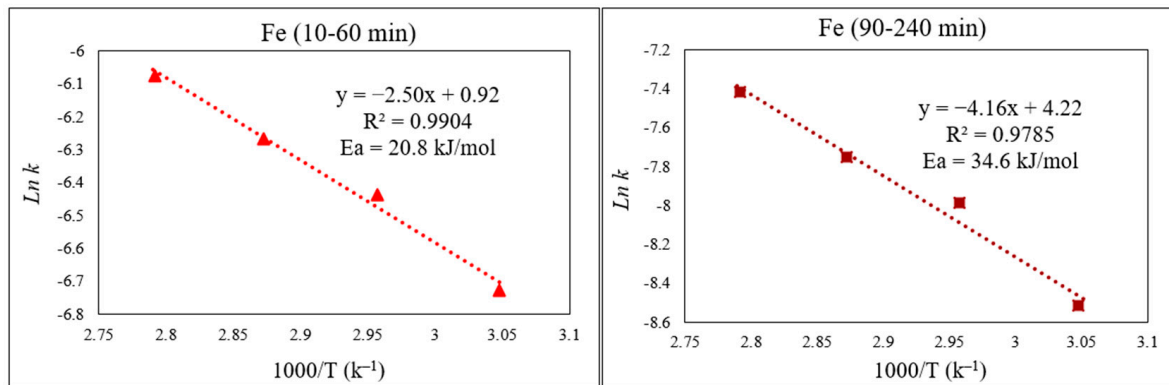 Fe (10-60 min)
-6
-6.1
-6.2
-6.3
-6.4
-6.5
-6.6
-6.7
-6.8
Ln k
y = −2.50x + 0.92
R² = 0.9904
Ea = 20.8 kJ/mol
2.75 2.8 2.85 2.9 2.95 3 3.05 3.1
1000/T (k⁻¹)
Fe (90-240 min)
-7.2
-7.4
-7.6
-7.8
-8
-8.2
-8.4
-8.6
Ln k
y = −4.16x + 4.22
R² = 0.9785
Ea = 34.6 kJ/mol
2.75 2.8 2.85 2.9 2.95 3 3.05 3.1
1000/T (k⁻¹)